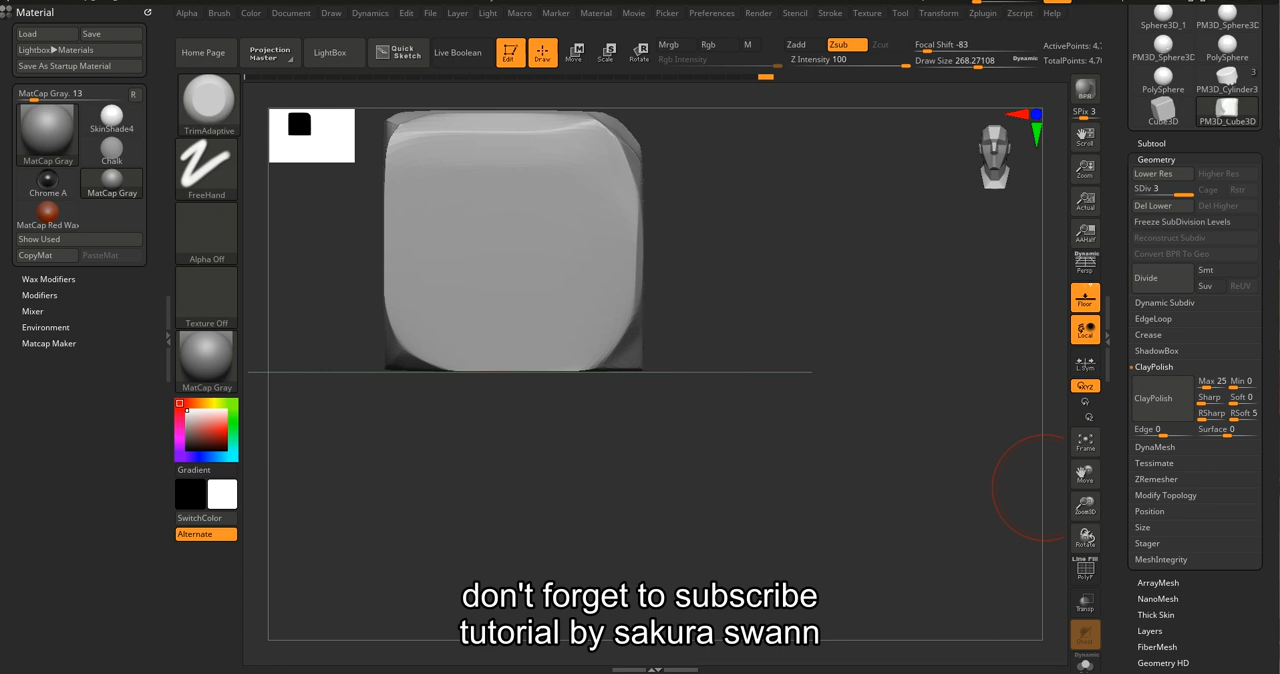 Material
Load
Save
Lightbox▶Materials
Save As Startup Material
MatCap Gray. 13
R
MatCap Gray
SkinShade4
Chalk
Chrome A
MatCap Gray
MatCap Red Wax
Show Used
CopyMat
PasteMat
Wax Modifiers
Modifiers
Mixer
Environment
Matcap Maker
Alpha Brush Color Document Draw Dynamics Edit File Layer Light Macro Marker Material Movie Picker Preferences Render Stencil Stroke Texture Tool Transform Zplugin Zscript Help
Home Page
Projection
Master
LightBox
Quick
Sketch
Live Boolean
Edit
Draw
Move
Scale
Rotate
Mrgb Rgb M
Rgb Intensity
Zadd Zsub Zcut
Z Intensity 100
Focal Shift -83
Draw Size 268.27108
Dynamic
ActivePoints: 4,
TotalPoints: 4,
TrimAdaptive
FreeHand
Alpha Off
Texture Off
MatCap Gray
Gradient
SwitchColor
Alternate
BPR
SPix 3
Scroll
Zoom
Actual
AAHalf
Dynamic
Persp
Floor
Local
L.Sym
XYZ
Y
Z
Frame
Move
Zoom3D
Rotate
Line Fill
PolyF
Transp
Dynamic
Sphere3D_1
PM3D_Sphere3D
PM3D_Sphere3D
PolySphere
PolySphere
3
PM3D_Cylinder3
Cube3D
PM3D_Cube3D
Subtool
Geometry
Lower Res
Higher Res
SDiv 3
Cage
Rstr
Del Lower
Del Higher
Freeze SubDivision Levels
Reconstruct Subdiv
Convert BPR To Geo
Divide
Smt
Suv
ReUV
Dynamic Subdiv
EdgeLoop
Crease
ShadowBox
ClayPolish
ClayPolish
Max 25
Min 0
Sharp
Soft 0
RSharp
RSoft 5
Edge 0
Surface 0
DynaMesh
Tessimate
ZRemesher
Modify Topology
Position
Size
Stager
MeshIntegrity
ArrayMesh
NanoMesh
Thick Skin
Layers
FiberMesh
Geometry HD
don't forget to subscribe
tutorial by sakura swann